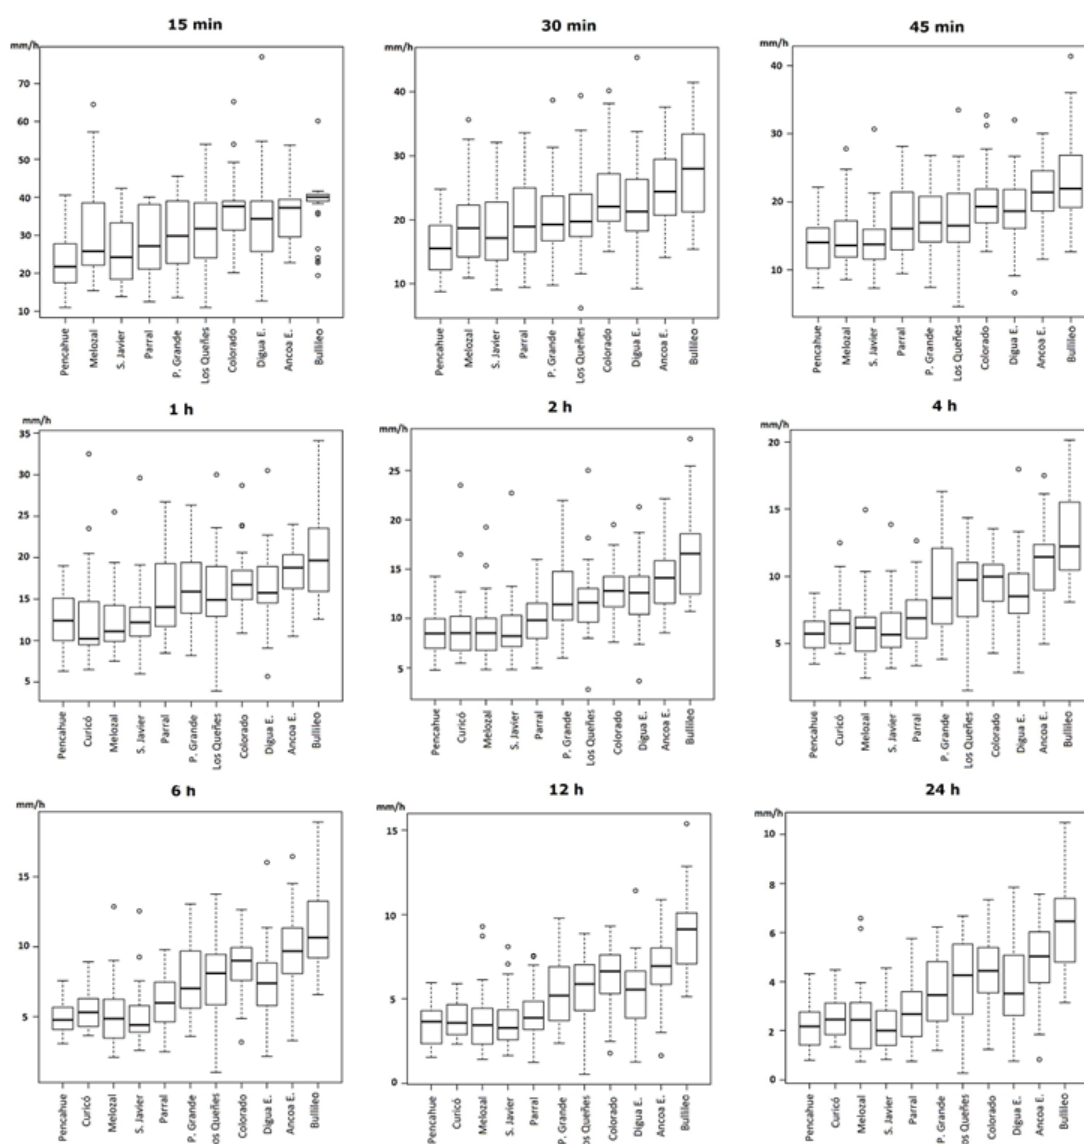 15 min
30 min
45 min
mm/h
mm/h
mm/h
70
60
50
40
30
20
10
40
30
20
10
40
30
20
10
Pencahue
Melozal
S. Javier
Parral
P. Grande
Los Queñes
Colorado
Digua E.
Ancoa E.
Bullileo
Pencahue
Melozal
S. Javier
Parral
P. Grande
Los Queñes
Colorado
Digua E.
Ancoa E.
Bullileo
Pencahue
Melozal
S. Javier
Parral
P. Grande
Los Queñes
Colorado
Digua E.
Ancoa E.
Bullileo
1 h
2 h
4 h
mm/h
mm/h
mm/h
35
30
25
20
15
10
5
25
20
15
10
5
20
15
10
5
Pencahue
Curicó
Melozal
S. Javier
Parral
P. Grande
Los Queñes
Colorado
Digua E.
Ancoa E.
Bullileo
Pencahue
Curicó
Melozal
S. Javier
Parral
P. Grande
Los Queñes
Colorado
Digua E.
Ancoa E.
Bullileo
Pencahue
Curicó
Melozal
S. Javier
Parral
P. Grande
Los Queñes
Colorado
Digua E.
Ancoa E.
Bullileo
6 h
12 h
24 h
mm/h
mm/h
mm/h
15
10
5
15
10
5
0
10
8
6
4
2
0
Pencahue
Curicó
Melozal
S. Javier
Parral
P. Grande
Los Queñes
Colorado
Digua E.
Ancoa E.
Bullileo
Pencahue
Curicó
Melozal
S. Javier
Parral
P. Grande
Los Queñes
Colorado
Digua E.
Ancoa E.
Bullileo
Pencahue
Curicó
Melozal
S. Javier
Parral
P. Grande
Los Queñes
Colorado
Digua E.
Ancoa E.
Bullileo